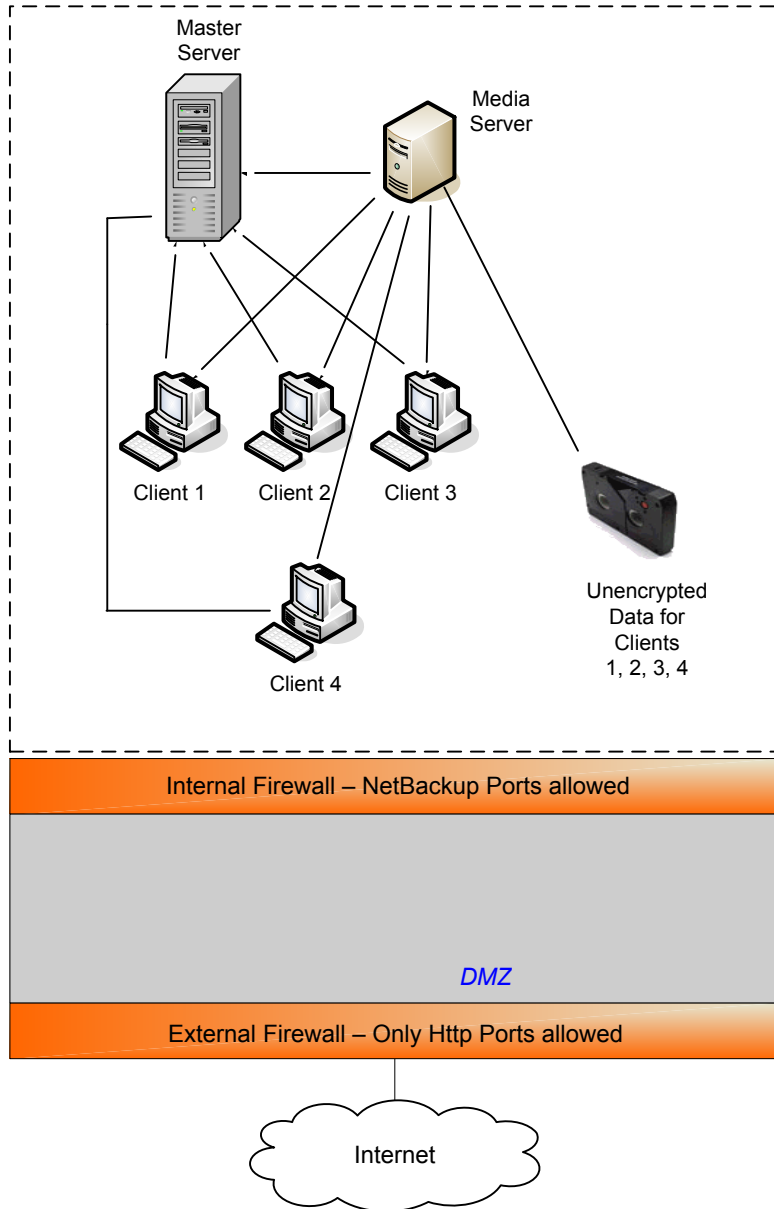 Master
Server
Media
Server
Client 1
Client 2
Client 3
Client 4
Unencrypted
Data for
Clients
1, 2, 3, 4
Internal Firewall – NetBackup Ports allowed
DMZ
External Firewall – Only Http Ports allowed
Internet